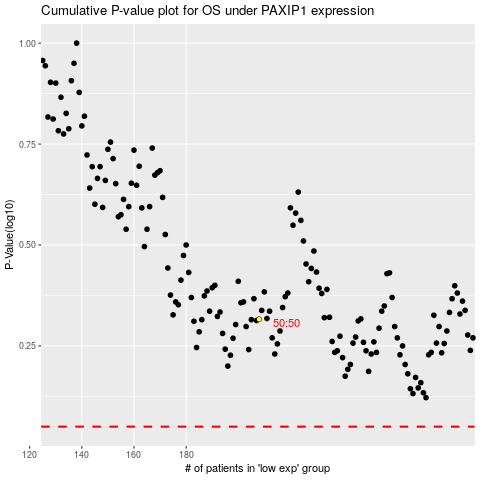 Cumulative P-value plot for OS under PAXIP1 expression
P-Value(log10)
1.00
0.75
0.50
0.25
50:50
120 140 160 180
# of patients in 'low exp' group